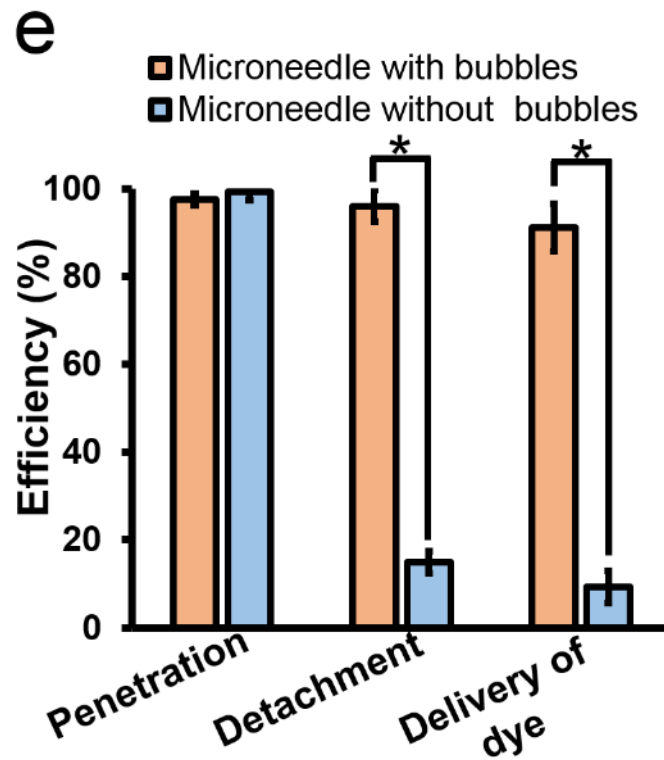 e
Microneedle with bubbles
Microneedle without  bubbles
*
*
100
80
60
40
20
0
Efficiency (%)
Penetration
Detachment
Delivery of
dye